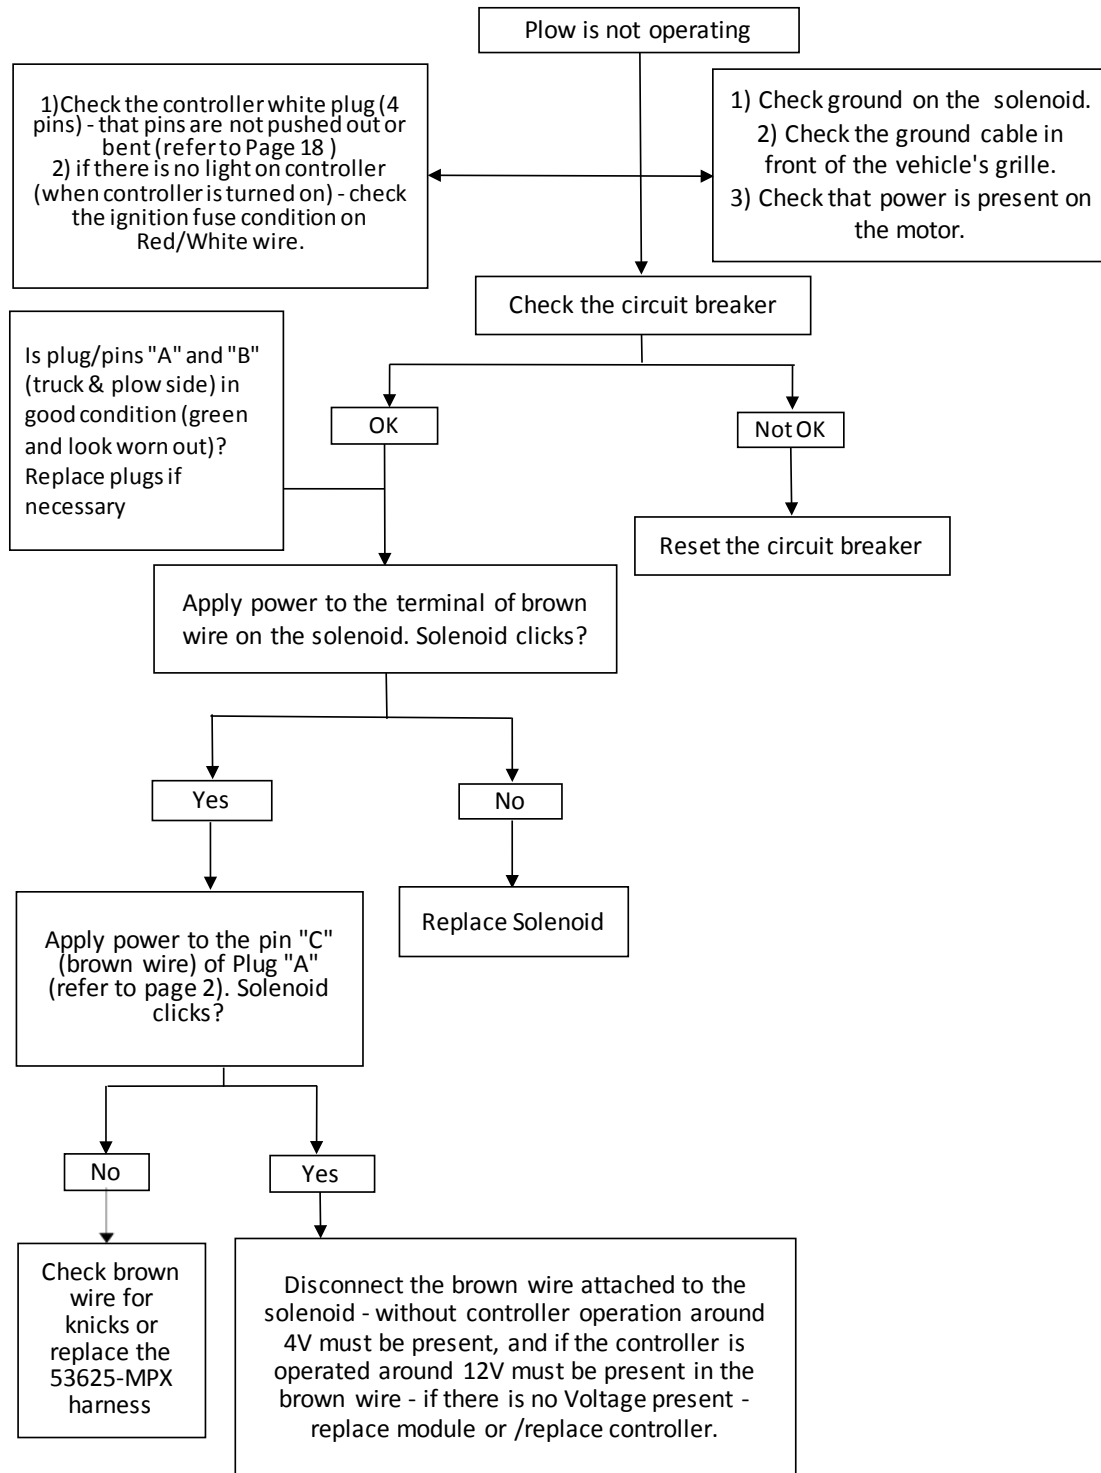 Plow is not operating
1)Check the controller white plug (4
pins) - that pins are not pushed out or
bent (refer to Page 18 )
2) if there is no light on controller
(when controller is turned on) - check
the ignition fuse condition on
Red/White wire.
1) Check ground on the solenoid.
2) Check the ground cable in
front of the vehicle's grille.
3) Check that power is present on
the motor.
Check the circuit breaker
Is plug/pins "A" and "B"
(truck & plow side) in
good condition (green
and look worn out)?
Replace plugs if
necessary
OK
Not OK
Reset the circuit breaker
Apply power to the terminal of brown
wire on the solenoid. Solenoid clicks?
Yes
No
Replace Solenoid
Apply power to the pin "C"
(brown wire) of Plug "A"
(refer to page 2). Solenoid
clicks?
No
Yes
Check brown
wire for
knicks or
replace the
53625-MPX
harness
Disconnect the brown wire attached to the
solenoid - without controller operation around
4V must be present, and if the controller is
operated around 12V must be present in the
brown wire - if there is no Voltage present -
replace module or /replace controller.